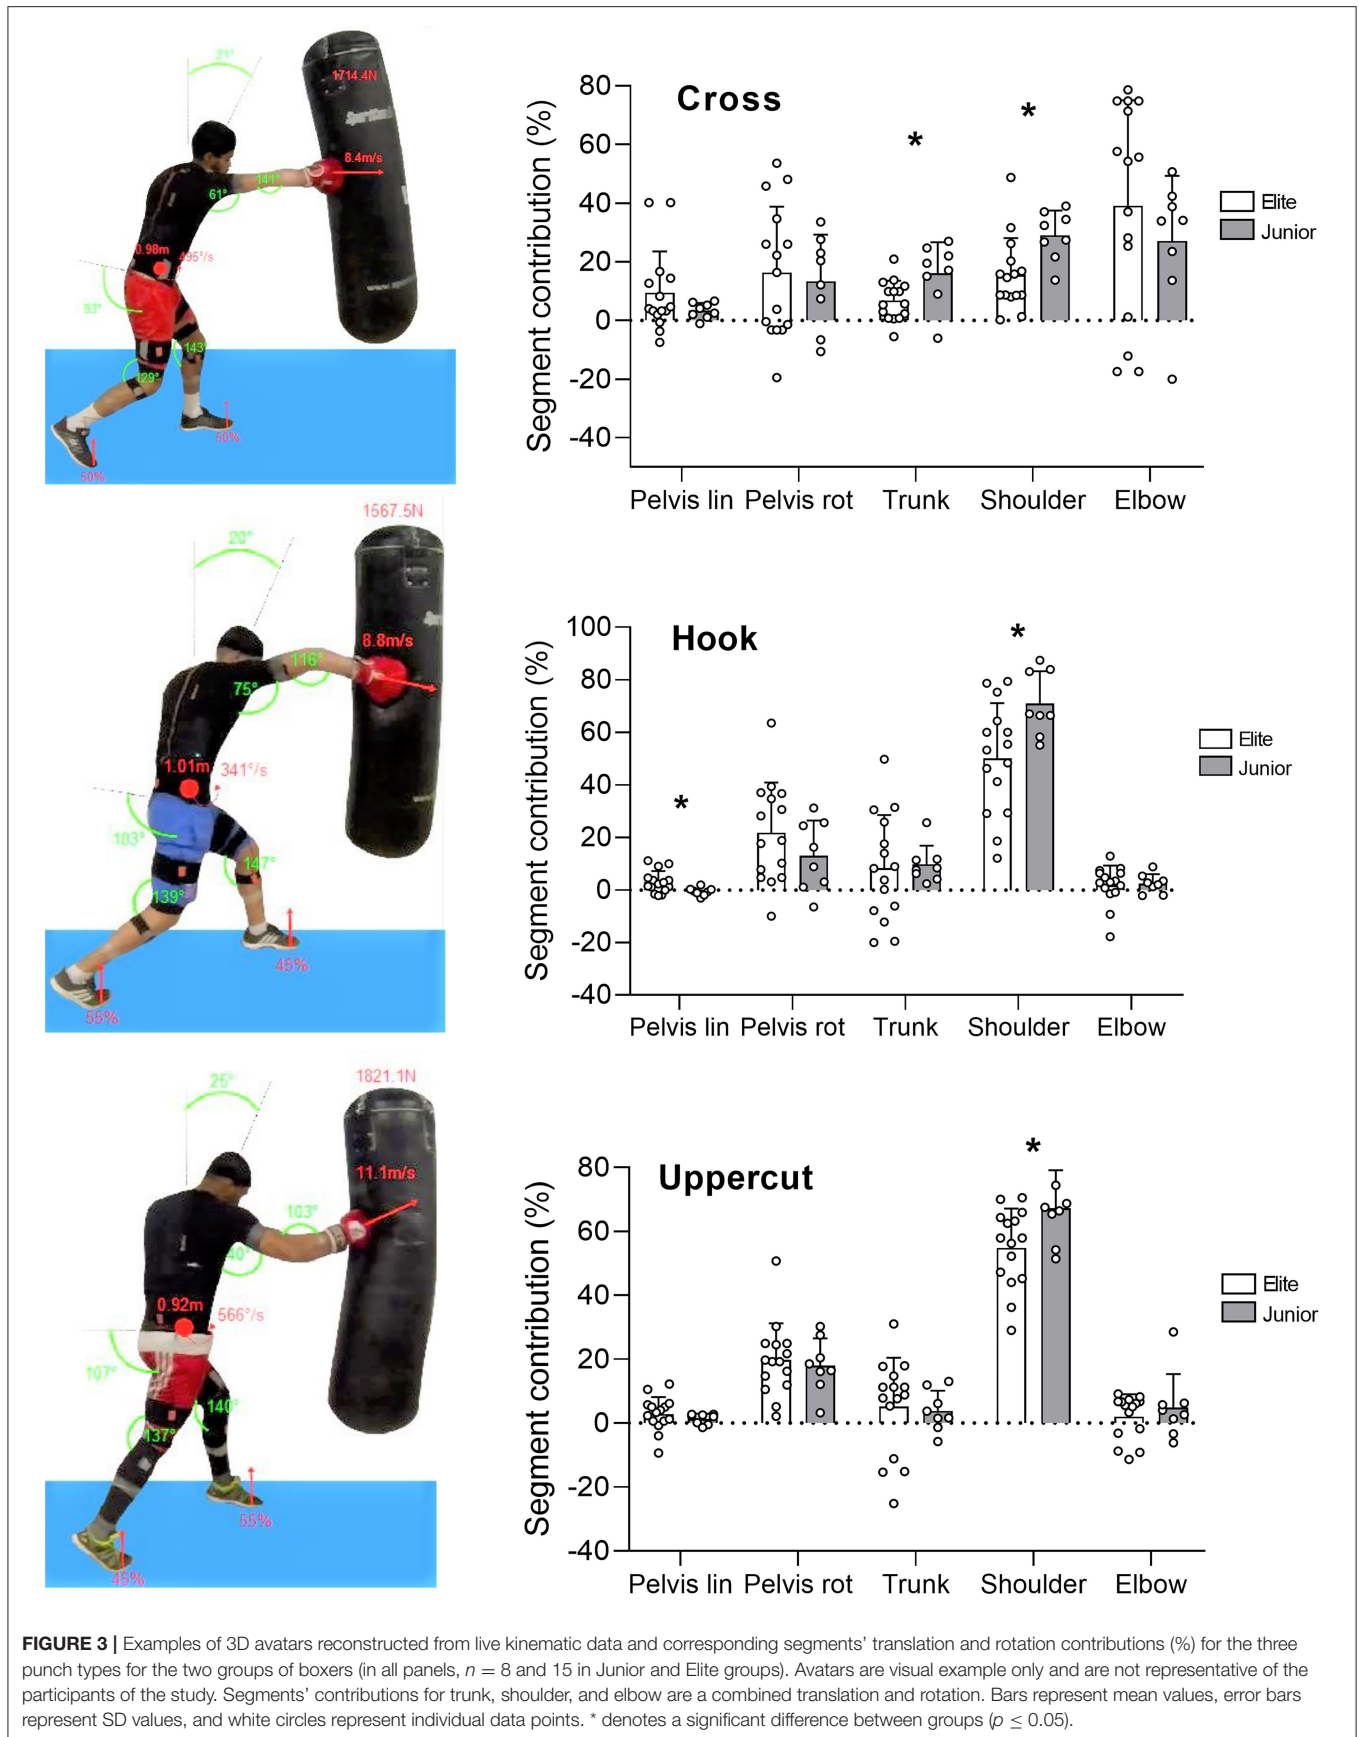 21°
1714.4N
SportCom
8.4m/s
141°
61°
0.98m
495°/s
93°
143°
129°
50%
50%
Cross
Segment contribution (%)
80
60
40
20
0
-20
-40
Pelvis lin Pelvis rot Trunk Shoulder Elbow
* *
Elite
Junior
1567.5N
20°
8.8m/s
116°
75°
1.01m
341°/s
103°
147°
139°
45%
55%
Hook
Segment contribution (%)
100
80
60
40
20
0
-20
-40
Pelvis lin Pelvis rot Trunk Shoulder Elbow
* *
Elite
Junior
1821.1N
25°
11.1m/s
103°
40°
0.92m
566°/s
107°
140°
137°
55%
45%
Uppercut
Segment contribution (%)
80
60
40
20
0
-20
-40
Pelvis lin Pelvis rot Trunk Shoulder Elbow
*
Elite
Junior
FIGURE 3 | Examples of 3D avatars reconstructed from live kinematic data and corresponding segments' translation and rotation contributions (%) for the three
punch types for the two groups of boxers (in all panels, n = 8 and 15 in Junior and Elite groups). Avatars are visual example only and are not representative of the
participants of the study. Segments' contributions for trunk, shoulder, and elbow are a combined translation and rotation. Bars represent mean values, error bars
represent SD values, and white circles represent individual data points. * denotes a significant difference between groups (p ≤ 0.05).